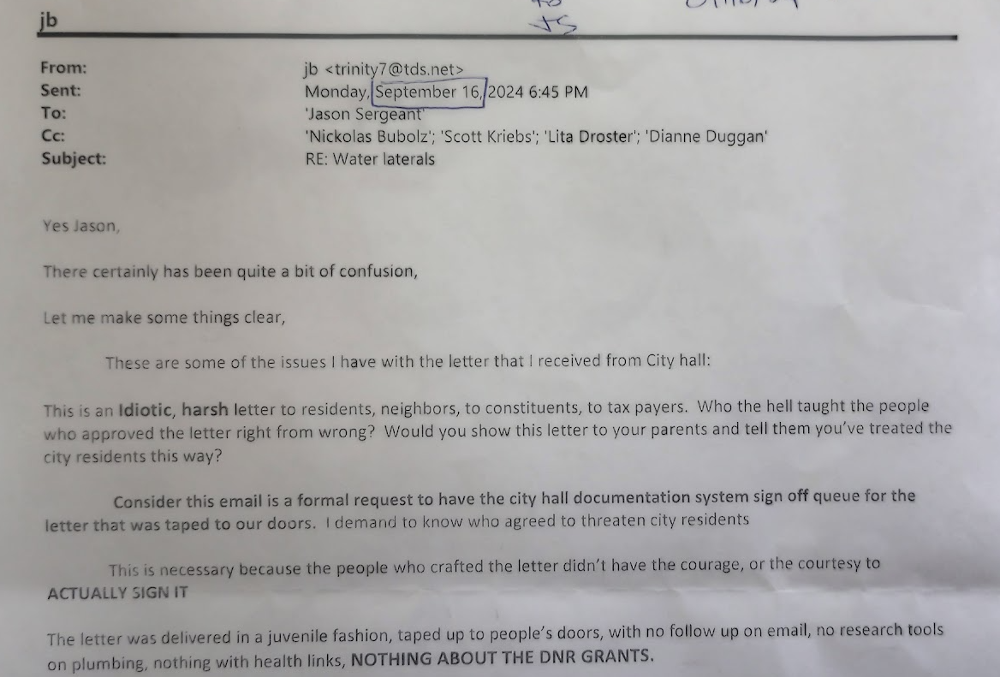 jb
JS
From: jb <trinity7@tds.net>
Sent: Monday, September 16, 2024 6:45 PM
To: 'Jason Sergeant'
Cc: 'Nickolas Bubolz'; 'Scott Kriebs'; 'Lita Droster'; 'Dianne Duggan'
Subject: RE: Water laterals
Yes Jason,
There certainly has been quite a bit of confusion,
Let me make some things clear,
These are some of the issues I have with the letter that I received from City hall:
This is an Idiotic, harsh letter to residents, neighbors, to constituents, to tax payers. Who the hell taught the people
who approved the letter right from wrong? Would you show this letter to your parents and tell them you've treated the
city residents this way?
Consider this email is a formal request to have the city hall documentation system sign off queue for the
letter that was taped to our doors. I demand to know who agreed to threaten city residents
This is necessary because the people who crafted the letter didn't have the courage, or the courtesy to
ACTUALLY SIGN IT
The letter was delivered in a juvenile fashion, taped up to people's doors, with no follow up on email, no research tools
on plumbing, nothing with health links, NOTHING ABOUT THE DNR GRANTS.